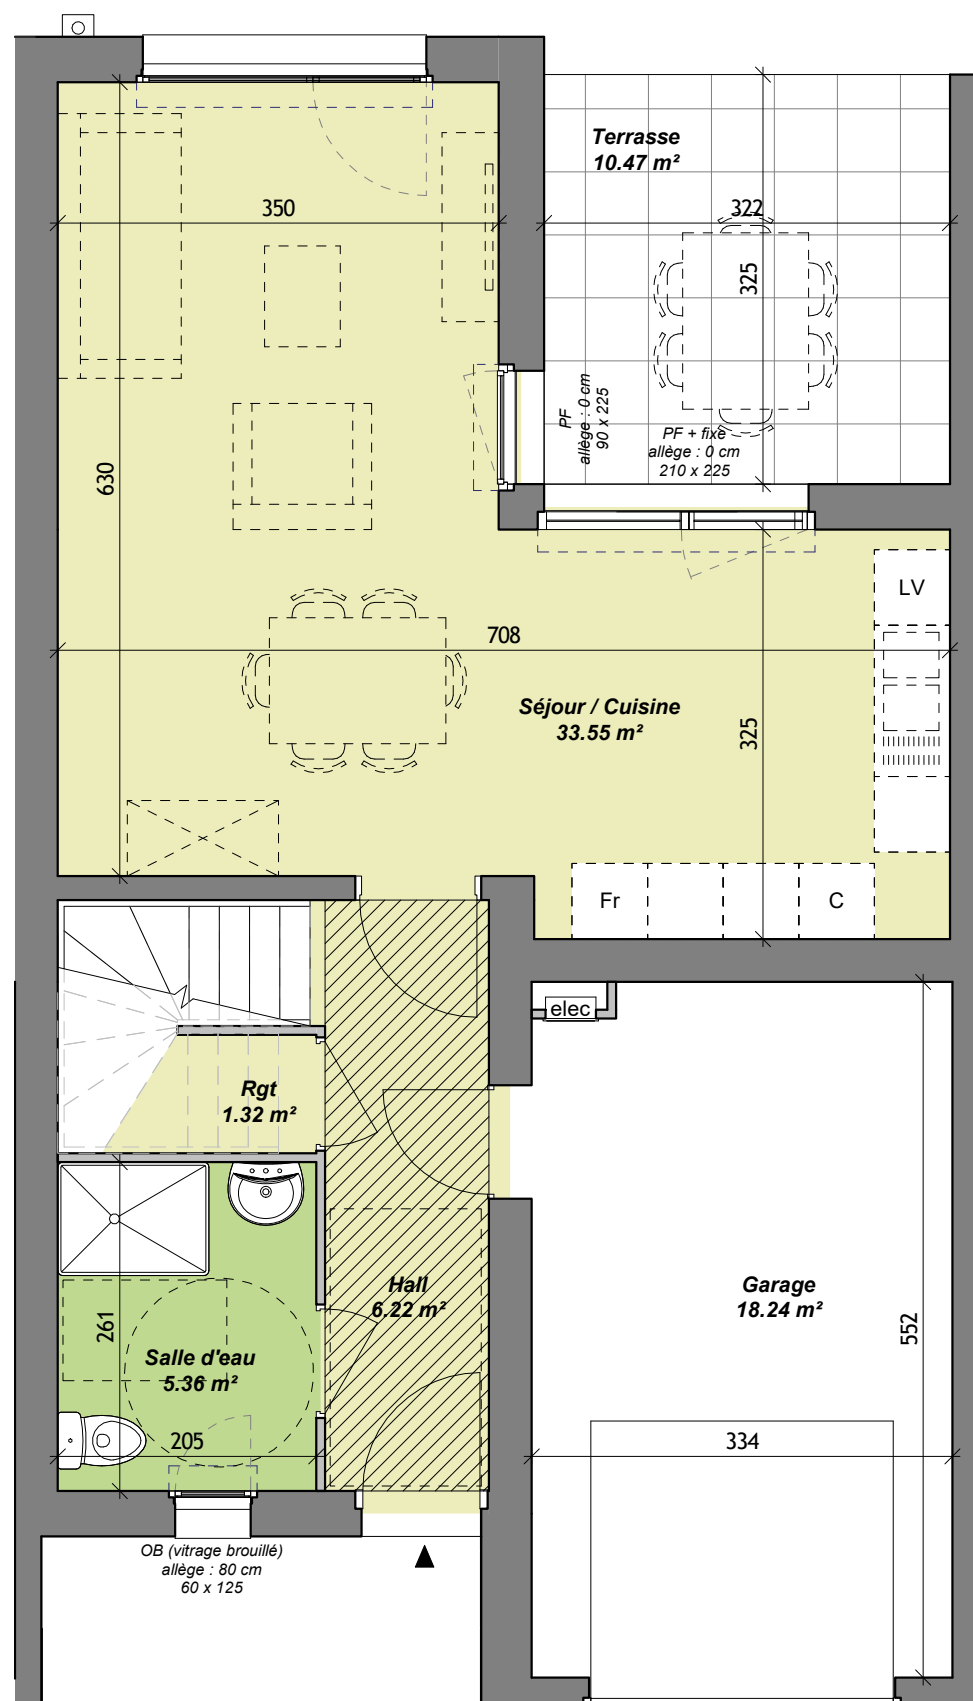 Terrasse
10.47 m²
350
322
325
PF
allège : 0 cm
90 x 225
PF + fixe
allège : 0 cm
210 x 225
630
LV
708
Séjour / Cuisine
33.55 m²
325
Fr
C
elec
Rgt
1.32 m²
Hall
6.22 m²
Garage
18.24 m²
261
552
Salle d'eau
5.36 m²
205
334
OB (vitrage brouillé)
allège : 80 cm
60 x 125